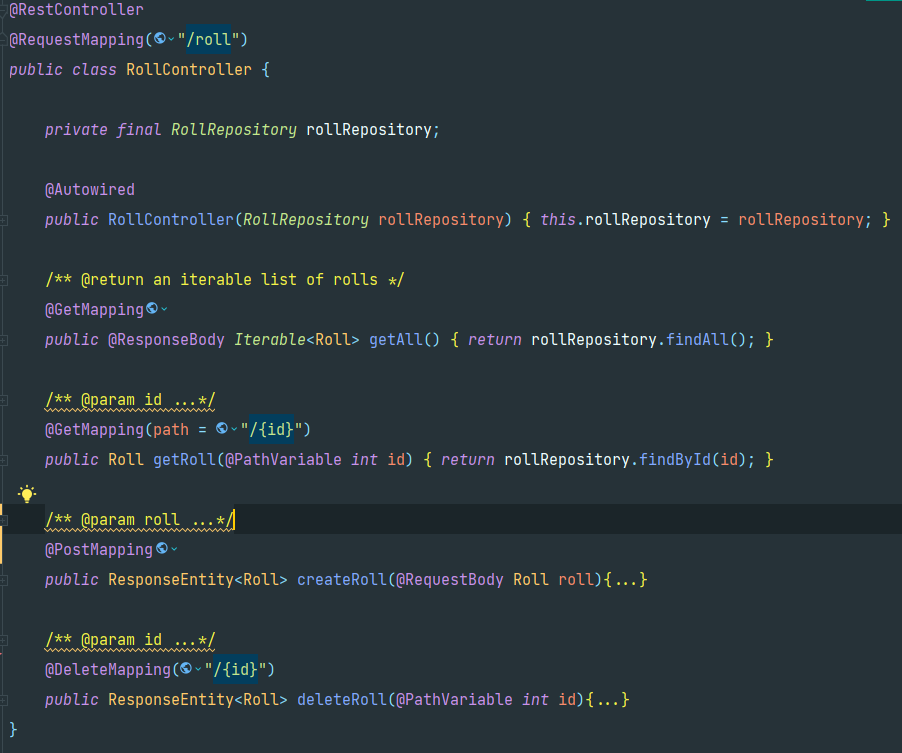 @RestController
@RequestMapping("/roll")
public class RollController {
private final RollRepository rollRepository;
@Autowired
public RollController(RollRepository rollRepository) { this.rollRepository = rollRepository; }
/** @return an iterable list of rolls */
@GetMapping
public @ResponseBody Iterable<Roll> getAll() { return rollRepository.findAll(); }
/** @param id ...*/
@GetMapping(path = "/{id}")
public Roll getRoll(@PathVariable int id) { return rollRepository.findById(id); }
/** @param roll ...*/
@PostMapping
public ResponseEntity<Roll> createRoll(@RequestBody Roll roll){...}
/** @param id ...*/
@DeleteMapping("/{id}")
public ResponseEntity<Roll> deleteRoll(@PathVariable int id){...}
}